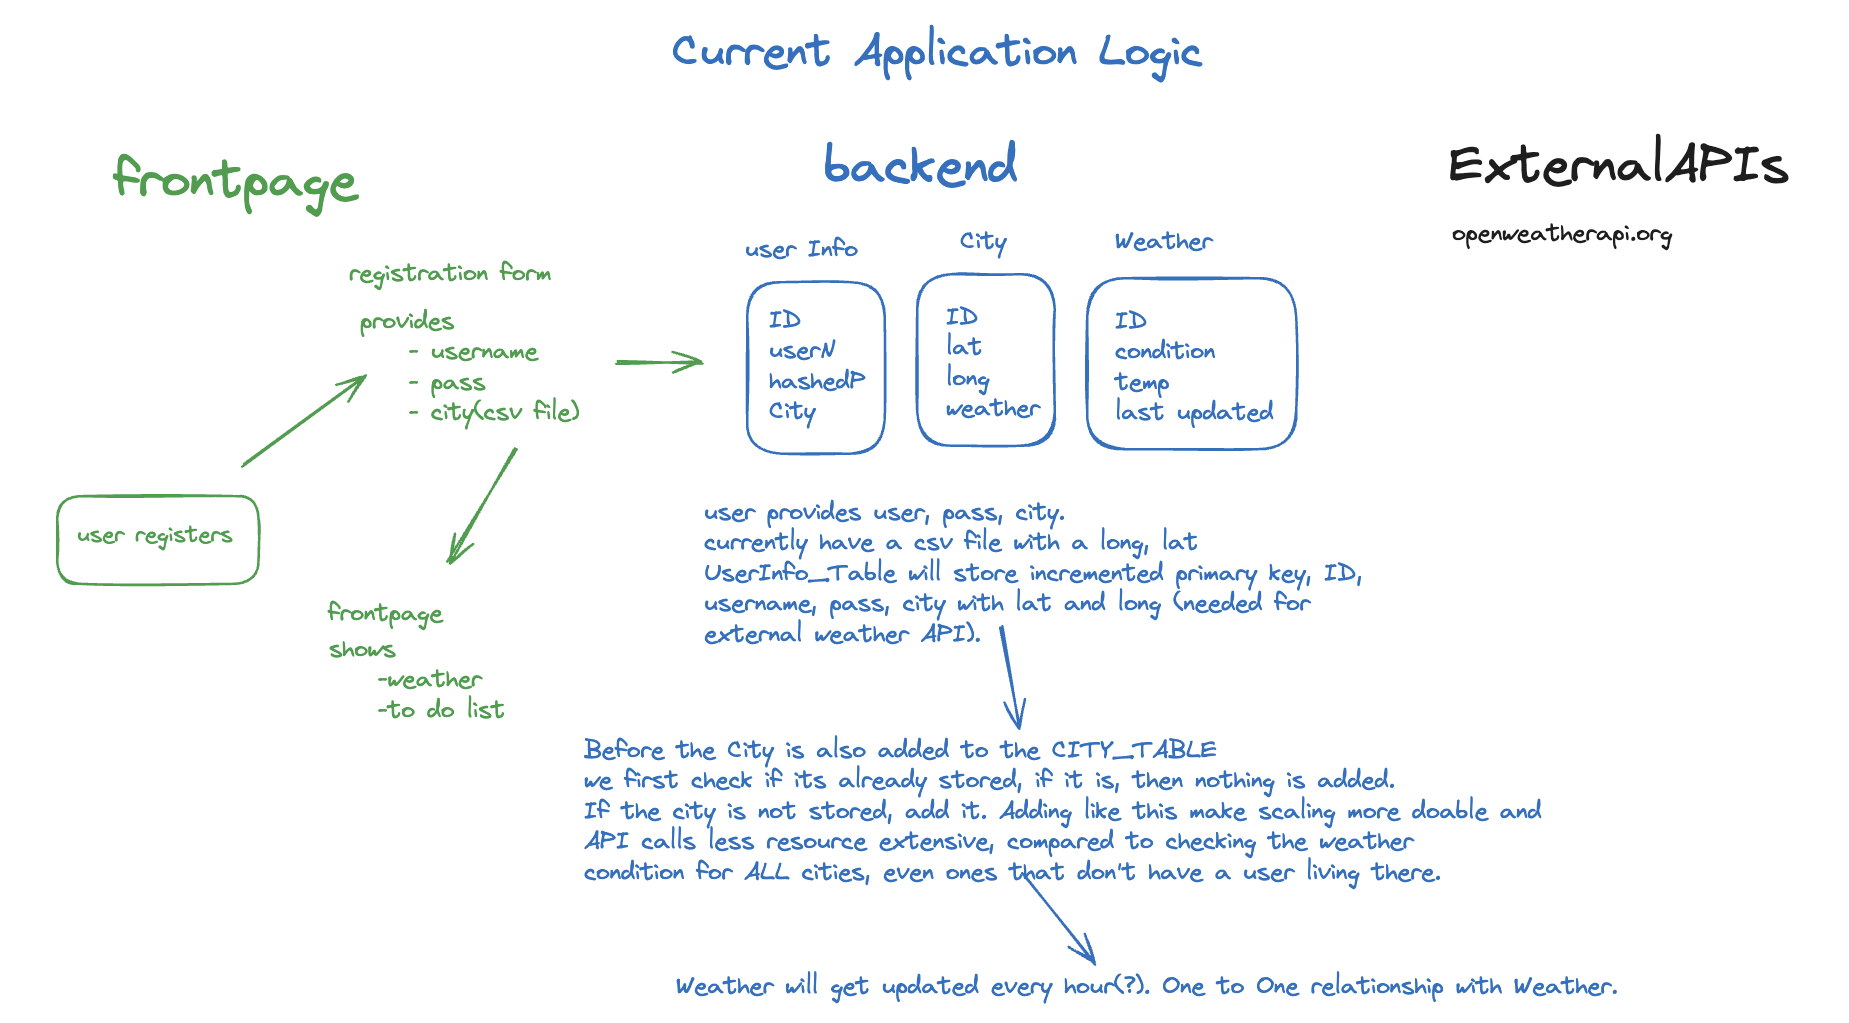 Current Application Logic
frontpage
backend
ExternalAPIs
openweatherapi.org
registration form
provides
- username
- pass
- city(csv file)
user registers
frontpage
shows
-weather
-to do list
user Info
ID
userN
hashedP
City
City
ID
lat
long
weather
Weather
ID
condition
temp
last updated
user provides user, pass, city.
currently have a csv file with a long, lat
UserInfo_Table will store incremented primary key, ID,
username, pass, city with lat and long (needed for
external weather API).
Before the City is also added to the CITY_TABLE
we first check if its already stored, if it is, then nothing is added.
If the city is not stored, add it. Adding like this make scaling more doable and
API calls less resource extensive, compared to checking the weather
condition for ALL cities, even ones that don't have a user living there.
Weather will get updated every hour(?). One to One relationship with Weather.